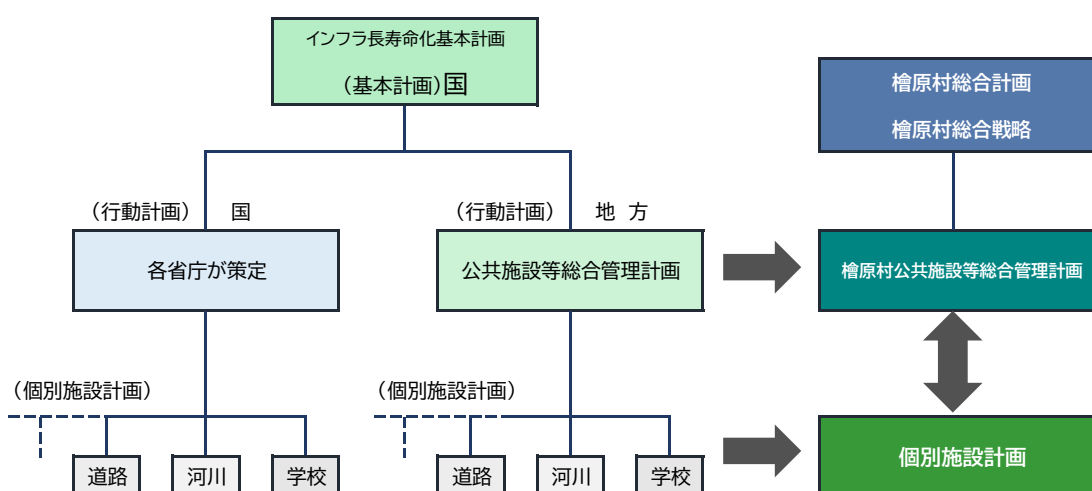 インフラ長寿命化基本計画
（基本計画）国
檜原村総合計画
檜原村総合戦略
（行動計画） 国
（行動計画） 地 方
各省庁が策定
公共施設等総合管理計画
檜原村公共施設等総合管理計画
（個別施設計画）
（個別施設計画）
道路
河川
学校
道路
河川
学校
個別施設計画